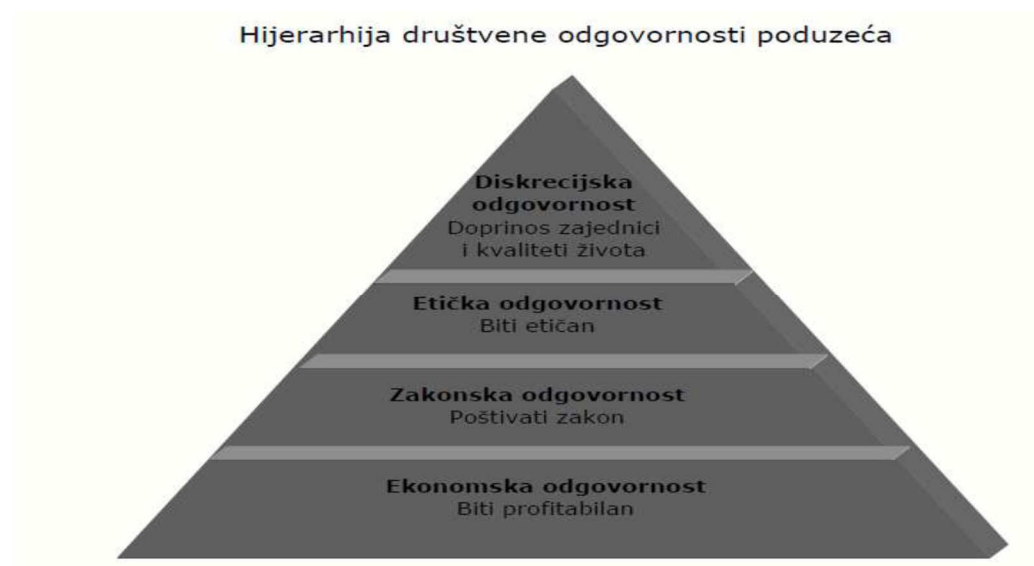 Hijerarhija društvene odgovornosti poduzeća
Diskrecijska
odgovornost
Doprinos zajednici
i kvaliteti života
Etička odgovornost
Biti etičan
Zakonska odgovornost
Poštivati zakon
Ekonomska odgovornost
Biti profitabilan